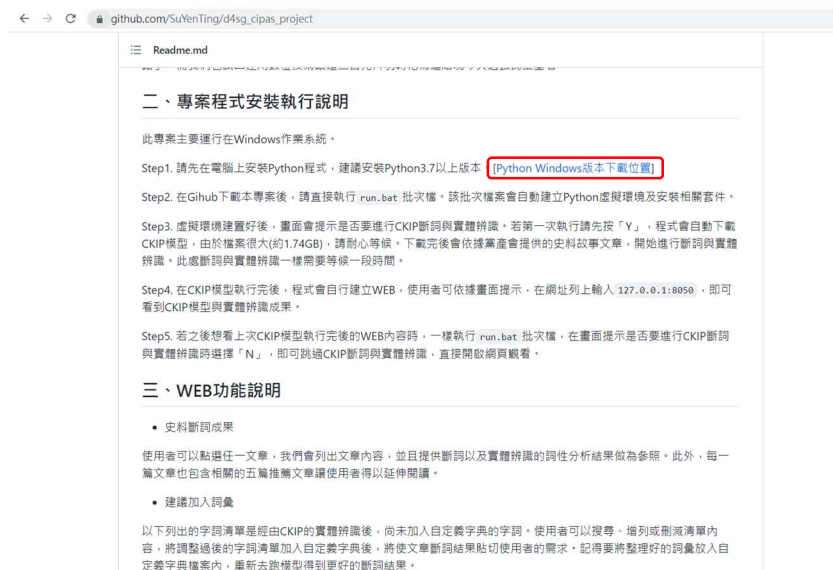 github.com/SuYenTing/d4sg_cipas_project
Readme.md
二、專案程式安裝執行說明
此專案主要運行在Windows作業系統。
Step1. 請先在電腦上安裝Python程式，建議安裝Python3.7以上版本。[Python Windows版本下載位置]
Step2. 在Gihub下載本專案後，請直接執行 run.bat 批次檔。該批次檔案會自動建立Python虛擬環境及安裝相關套件。
Step3. 虛擬環境建置好後，畫面會提示是否要進行CKIP斷詞與實體辨識。若第一次執行請先按「Y」，程式會自動下載
CKIP模型，由於檔案很大(約1.74GB)，請耐心等候。下載完後會依據黨產會提供的史料故事文章，開始進行斷詞與實體
辨識。此處斷詞與實體辨識一樣需要等候一段時間。
Step4. 在CKIP模型執行完後，程式會自行建立WEB，使用者可依據畫面提示，在網址列上輸入 127.0.0.1:8050 ，即可
看到CKIP模型與實體辨識成果。
Step5. 若之後想看上次CKIP模型執行完後的WEB內容時，一樣執行 run.bat 批次檔，在畫面提示是否要進行CKIP斷詞
與實體辨識時選擇「N」，即可跳過CKIP斷詞與實體辨識，直接開啟網頁觀看。
三、WEB功能說明
• 史料斷詞成果
使用者可以點選任一文章，我們會列出文章內容，並且提供斷詞以及實體辨識的詞性分析結果做為參照。此外，每一
篇文章也包含相關的五篇推薦文章讓使用者得以延伸閱讀。
• 建議加入詞彙
以下列出的字詞清單是經由CKIP的實體辨識後，尚未加入自定義字典的字詞。使用者可以搜尋、增列或刪減清單內
容，將調整過後的字詞清單加入自定義字典後，將使文章斷詞結果貼切使用者的需求。記得要將整理好的詞彙放入自
定義字典檔案內，重新去跑模型得到更好的斷詞結果。